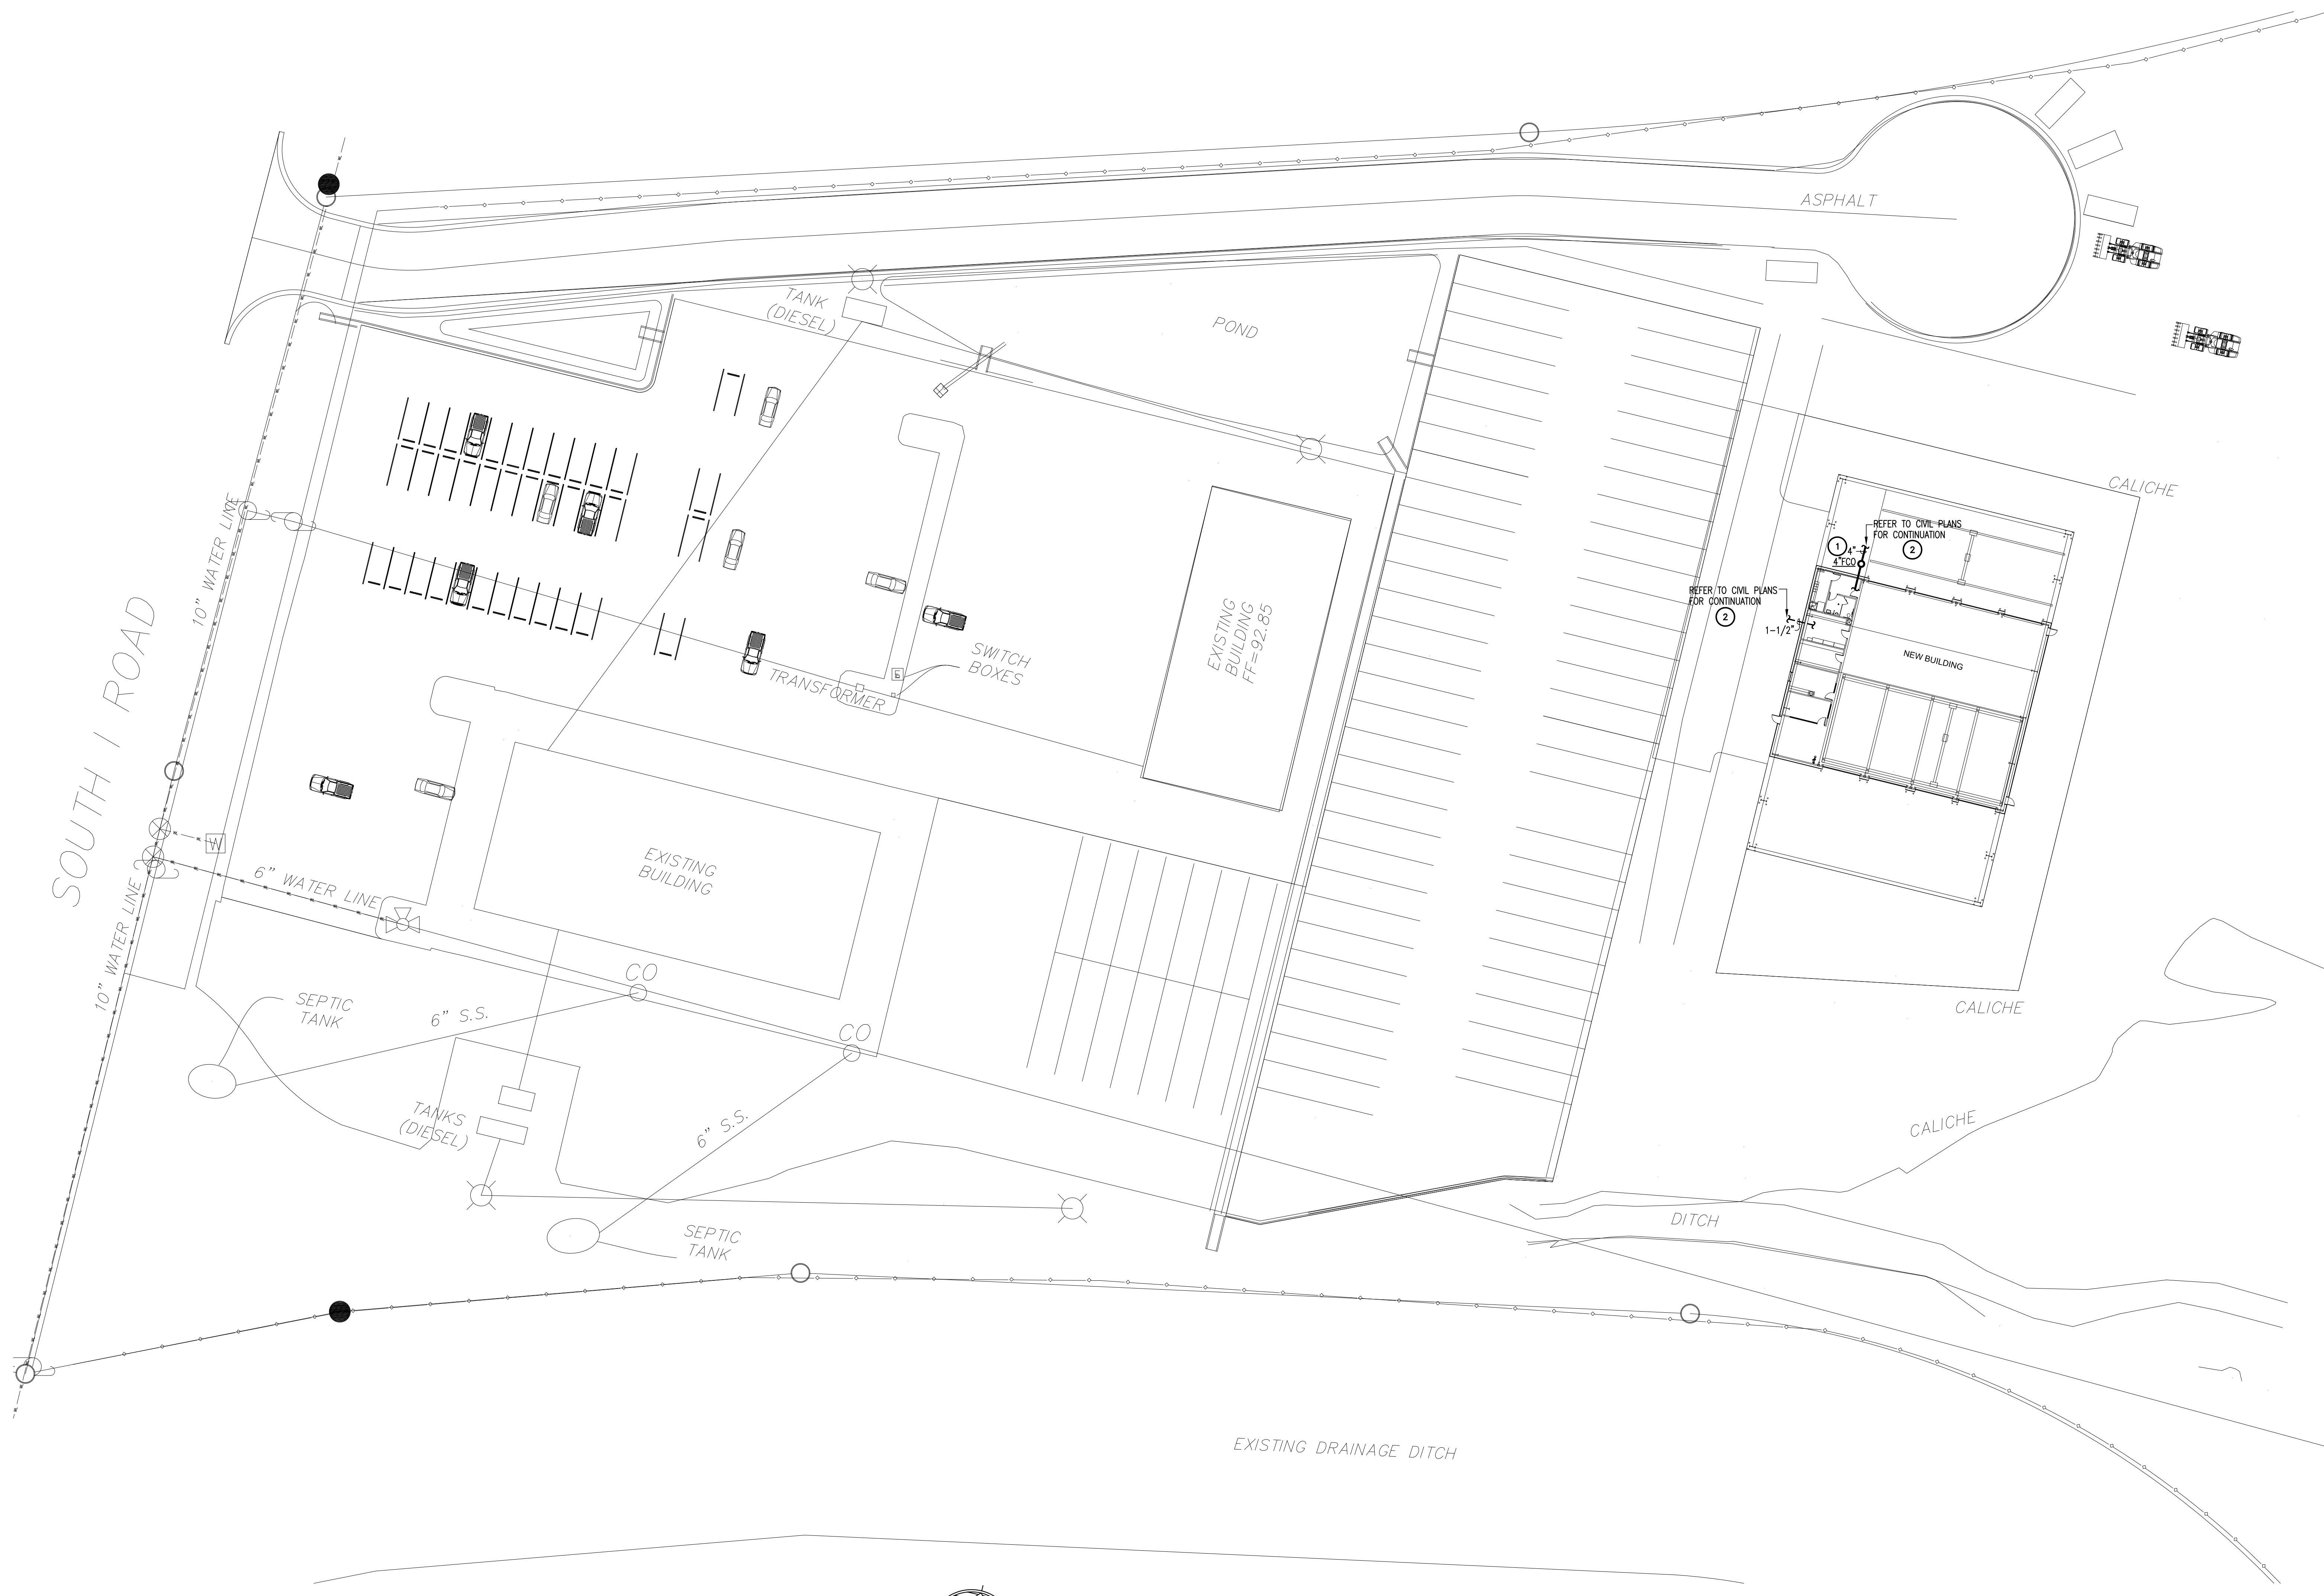 ASPHALT
TANK
(DIESEL)
POND
CALICHE
REFER TO CIVIL PLANS
FOR CONTINUATION
1
4"
2
4"FCO
REFER TO CIVIL PLANS
FOR CONTINUATION
2
1-1/2"
NEW BUILDING
10" WATER LINE
EXISTING
BUILDING
FF=92.85
SWITCH
BOXES
TRANSFORMER
SOUTH I ROAD
W
EXISTING
BUILDING
6" WATER LINE
10" WATER LINE
CO
SEPTIC
TANK
6" S.S.
CO
CALICHE
TANKS
(DIESEL)
6" S.S.
CALICHE
DITCH
SEPTIC
TANK
EXISTING DRAINAGE DITCH